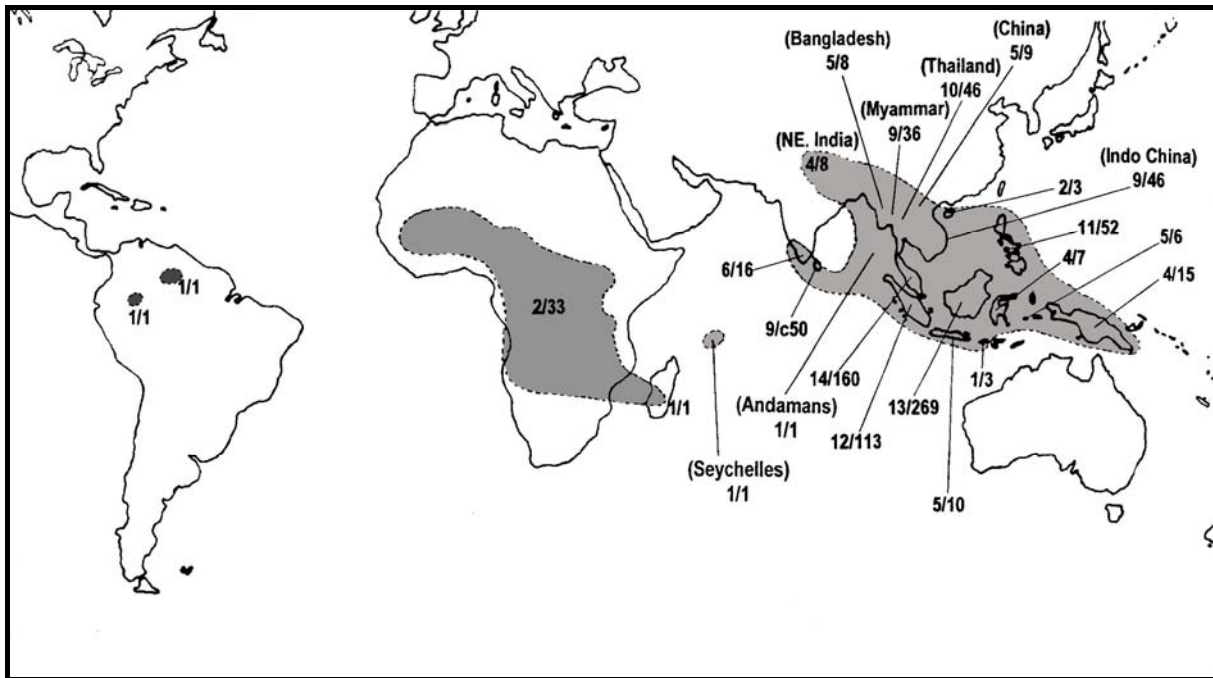 (Bangladesh)
5/8
(China)
5/9
(Thailand)
10/46
(Myammar)
9/36
(NE. India)
4/8
(Indo China)
9/46
2/3
11/52
5/6
4/7
4/15
6/16
9/c50
1/1
1/1
2/33
1/1
14/160
(Andamans)
1/1
12/113
13/269
1/3
5/10
(Seychelles)
1/1